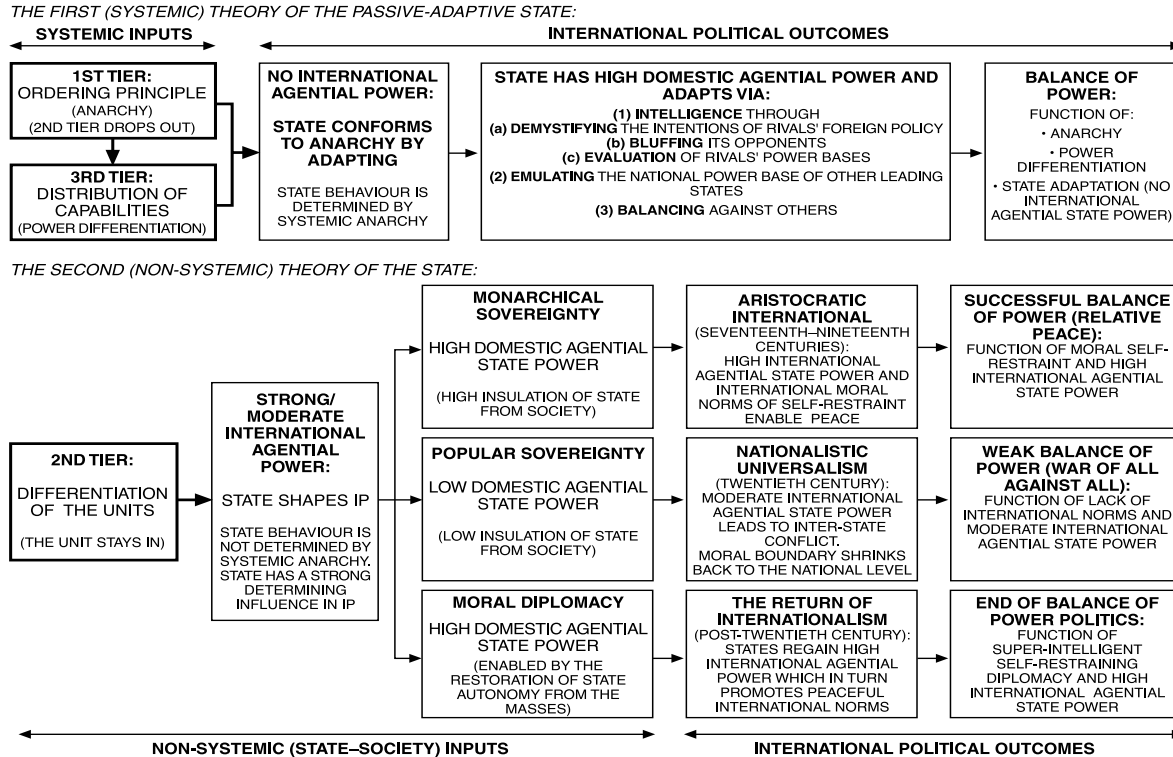 THE FIRST (SYSTEMIC) THEORY OF THE PASSIVE-ADAPTIVE STATE:
SYSTEMIC INPUTS
INTERNATIONAL POLITICAL OUTCOMES
1ST TIER:
ORDERING PRINCIPLE
(ANARCHY)
(2ND TIER DROPS OUT)
3RD TIER:
DISTRIBUTION OF
CAPABILITIES
(POWER DIFFERENTIATION)
NO INTERNATIONAL
AGENTIAL POWER:
STATE CONFORMS
TO ANARCHY BY
ADAPTING
STATE BEHAVIOUR IS
DETERMINED BY
SYSTEMIC ANARCHY
STATE HAS HIGH DOMESTIC AGENTIAL POWER AND
ADAPTS VIA:
(1) INTELLIGENCE THROUGH
(a) DEMYSTIFYING THE INTENTIONS OF RIVALS' FOREIGN POLICY
(b) BLUFFING ITS OPPONENTS
(c) EVALUATION OF RIVALS' POWER BASES
(2) EMULATING THE NATIONAL POWER BASE OF OTHER LEADING
STATES
(3) BALANCING AGAINST OTHERS
BALANCE OF
POWER:
FUNCTION OF:
• ANARCHY
• POWER
DIFFERENTIATION
• STATE ADAPTATION (NO
INTERNATIONAL
AGENTIAL STATE POWER)
THE SECOND (NON-SYSTEMIC) THEORY OF THE STATE:
2ND TIER:
DIFFERENTIATION
OF THE UNITS
(THE UNIT STAYS IN)
STRONG/
MODERATE
INTERNATIONAL
AGENTIAL
POWER:
STATE SHAPES IP
STATE BEHAVIOUR IS
NOT DETERMINED BY
SYSTEMIC ANARCHY.
STATE HAS A STRONG
DETERMINING
INFLUENCE IN IP
MONARCHICAL
SOVEREIGNTY
HIGH DOMESTIC AGENTIAL
STATE POWER
(HIGH INSULATION OF STATE
FROM SOCIETY)
ARISTOCRATIC
INTERNATIONAL
(SEVENTEENTH–NINETEENTH
CENTURIES):
HIGH INTERNATIONAL
AGENTIAL STATE POWER AND
INTERNATIONAL MORAL
NORMS OF SELF-RESTRAINT
ENABLE PEACE
SUCCESSFUL BALANCE
OF POWER (RELATIVE
PEACE):
FUNCTION OF MORAL SELF-
RESTRAINT AND HIGH
INTERNATIONAL AGENTIAL
STATE POWER
POPULAR SOVEREIGNTY
LOW DOMESTIC AGENTIAL
STATE POWER
(LOW INSULATION OF STATE
FROM SOCIETY)
NATIONALISTIC
UNIVERSALISM
(TWENTIETH CENTURY):
MODERATE INTERNATIONAL
AGENTIAL STATE POWER
LEADS TO INTER-STATE
CONFLICT.
MORAL BOUNDARY SHRINKS
BACK TO THE NATIONAL LEVEL
WEAK BALANCE OF
POWER (WAR OF ALL
AGAINST ALL):
FUNCTION OF LACK OF
INTERNATIONAL NORMS AND
MODERATE INTERNATIONAL
AGENTIAL STATE POWER
MORAL DIPLOMACY
HIGH DOMESTIC AGENTIAL
STATE POWER
(ENABLED BY THE
RESTORATION OF STATE
AUTONOMY FROM THE
MASSES)
THE RETURN OF
INTERNATIONALISM
(POST-TWENTIETH CENTURY):
STATES REGAIN HIGH
INTERNATIONAL AGENTIAL
POWER WHICH IN TURN
PROMOTES PEACEFUL
INTERNATIONAL NORMS
END OF BALANCE OF
POWER POLITICS:
FUNCTION OF
SUPER-INTELLIGENT
SELF-RESTRAINING
DIPLOMACY AND HIGH
INTERNATIONAL AGENTIAL
STATE POWER
NON-SYSTEMIC (STATE–SOCIETY) INPUTS
INTERNATIONAL POLITICAL OUTCOMES